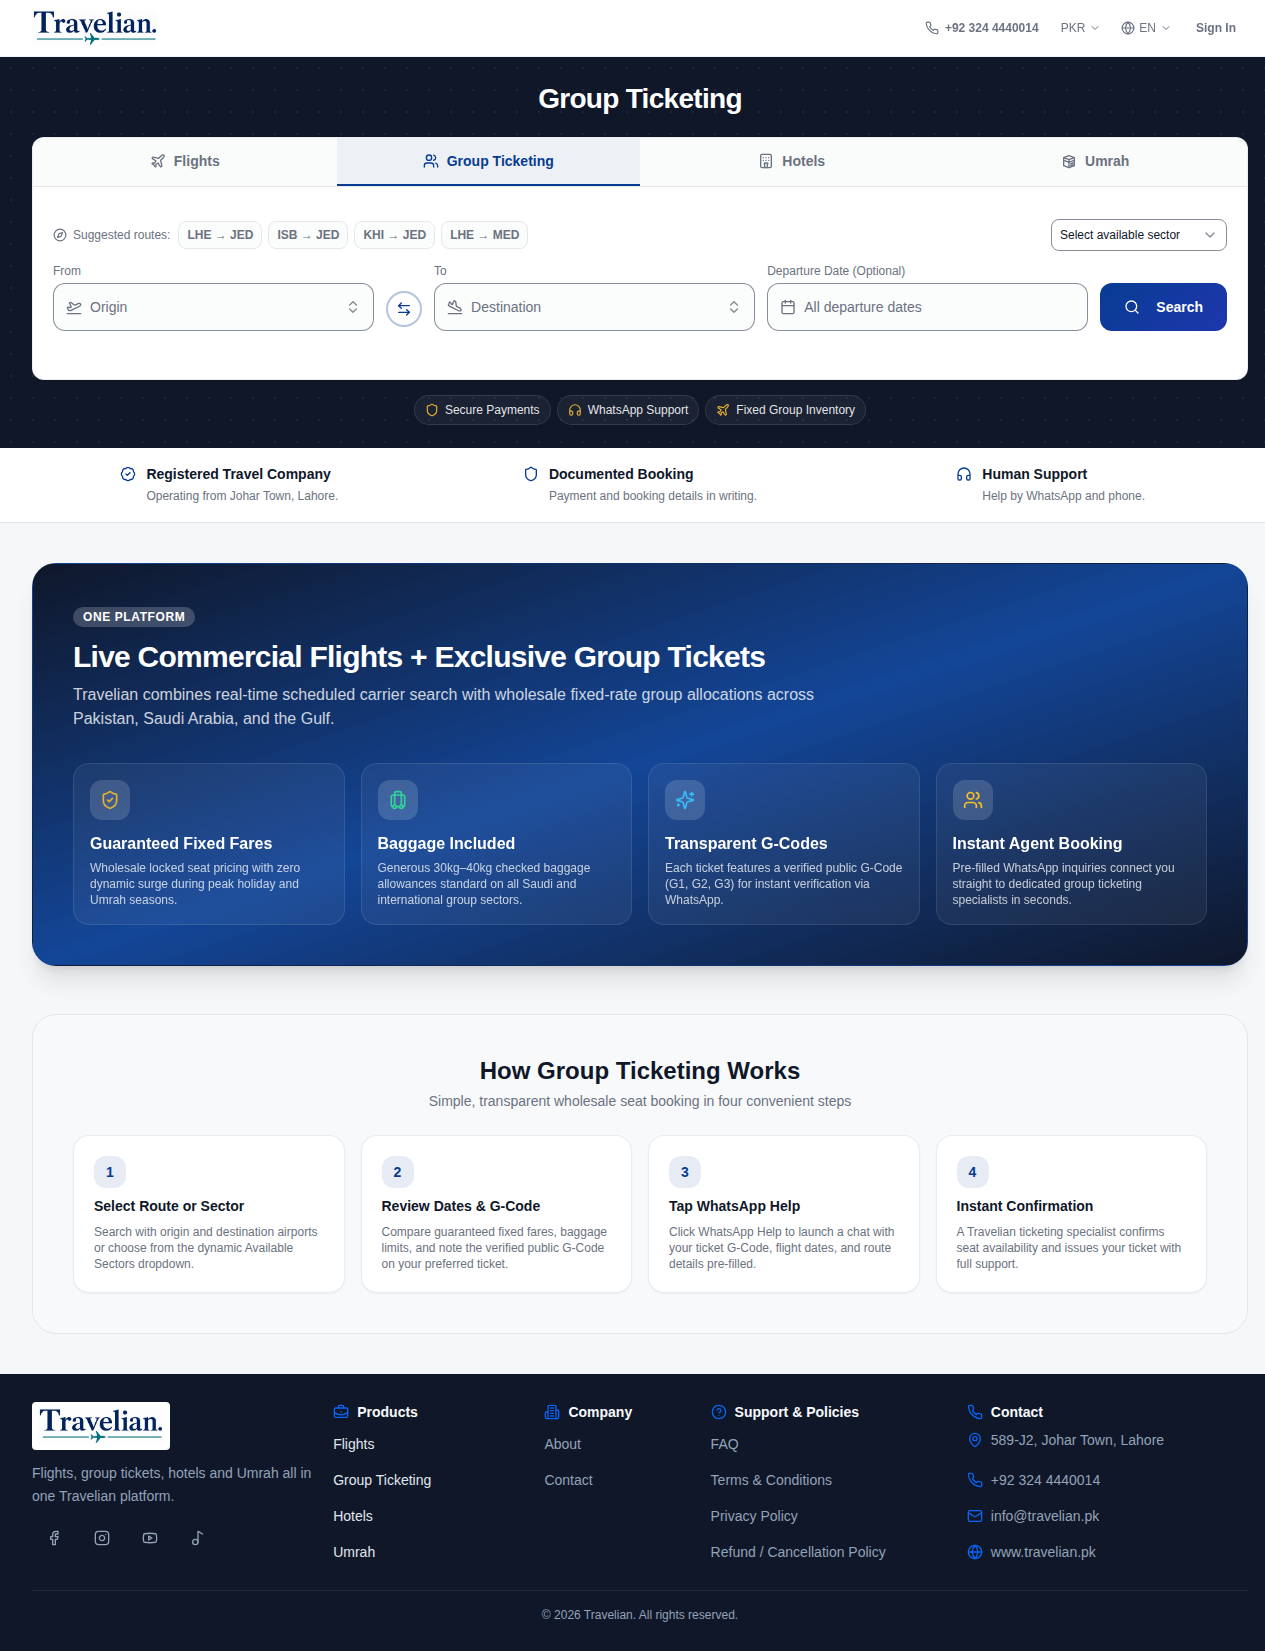 Travelian.
+92 324 4440014
PKR
EN
Sign In
Group Ticketing
Flights
Group Ticketing
Hotels
Umrah
Suggested routes:
LHE → JED
ISB → JED
KHI → JED
LHE → MED
Select available sector
From
To
Departure Date (Optional)
Origin
Destination
All departure dates
Search
Secure Payments
WhatsApp Support
Fixed Group Inventory
Registered Travel Company
Operating from Johar Town, Lahore.
Documented Booking
Payment and booking details in writing.
Human Support
Help by WhatsApp and phone.
ONE PLATFORM
Live Commercial Flights + Exclusive Group Tickets
Travelian combines real-time scheduled carrier search with wholesale fixed-rate group allocations across
Pakistan, Saudi Arabia, and the Gulf.
Guaranteed Fixed Fares
Wholesale locked seat pricing with zero
dynamic surge during peak holiday and
Umrah seasons.
Baggage Included
Generous 30kg–40kg checked baggage
allowances standard on all Saudi and
international group sectors.
Transparent G-Codes
Each ticket features a verified public G-Code
(G1, G2, G3) for instant verification via
WhatsApp.
Instant Agent Booking
Pre-filled WhatsApp inquiries connect you
straight to dedicated group ticketing
specialists in seconds.
How Group Ticketing Works
Simple, transparent wholesale seat booking in four convenient steps
1
Select Route or Sector
Search with origin and destination airports
or choose from the dynamic Available
Sectors dropdown.
2
Review Dates & G-Code
Compare guaranteed fixed fares, baggage
limits, and note the verified public G-Code
on your preferred ticket.
3
Tap WhatsApp Help
Click WhatsApp Help to launch a chat with
your ticket G-Code, flight dates, and route
details pre-filled.
4
Instant Confirmation
A Travelian ticketing specialist confirms
seat availability and issues your ticket with
full support.
Travelian.
Flights, group tickets, hotels and Umrah all in
one Travelian platform.
Products
Flights
Group Ticketing
Hotels
Umrah
Company
About
Contact
Support & Policies
FAQ
Terms & Conditions
Privacy Policy
Refund / Cancellation Policy
Contact
589-J2, Johar Town, Lahore
+92 324 4440014
info@travelian.pk
www.travelian.pk
© 2026 Travelian. All rights reserved.